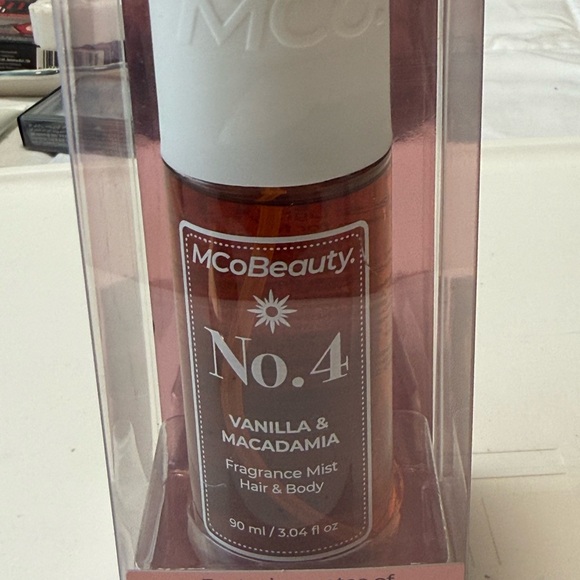 MCo.
MCoBeauty.
No.4
VANILLA &
MACADAMIA
Fragrance Mist
Hair & Body
90 ml / 3.04 fl oz